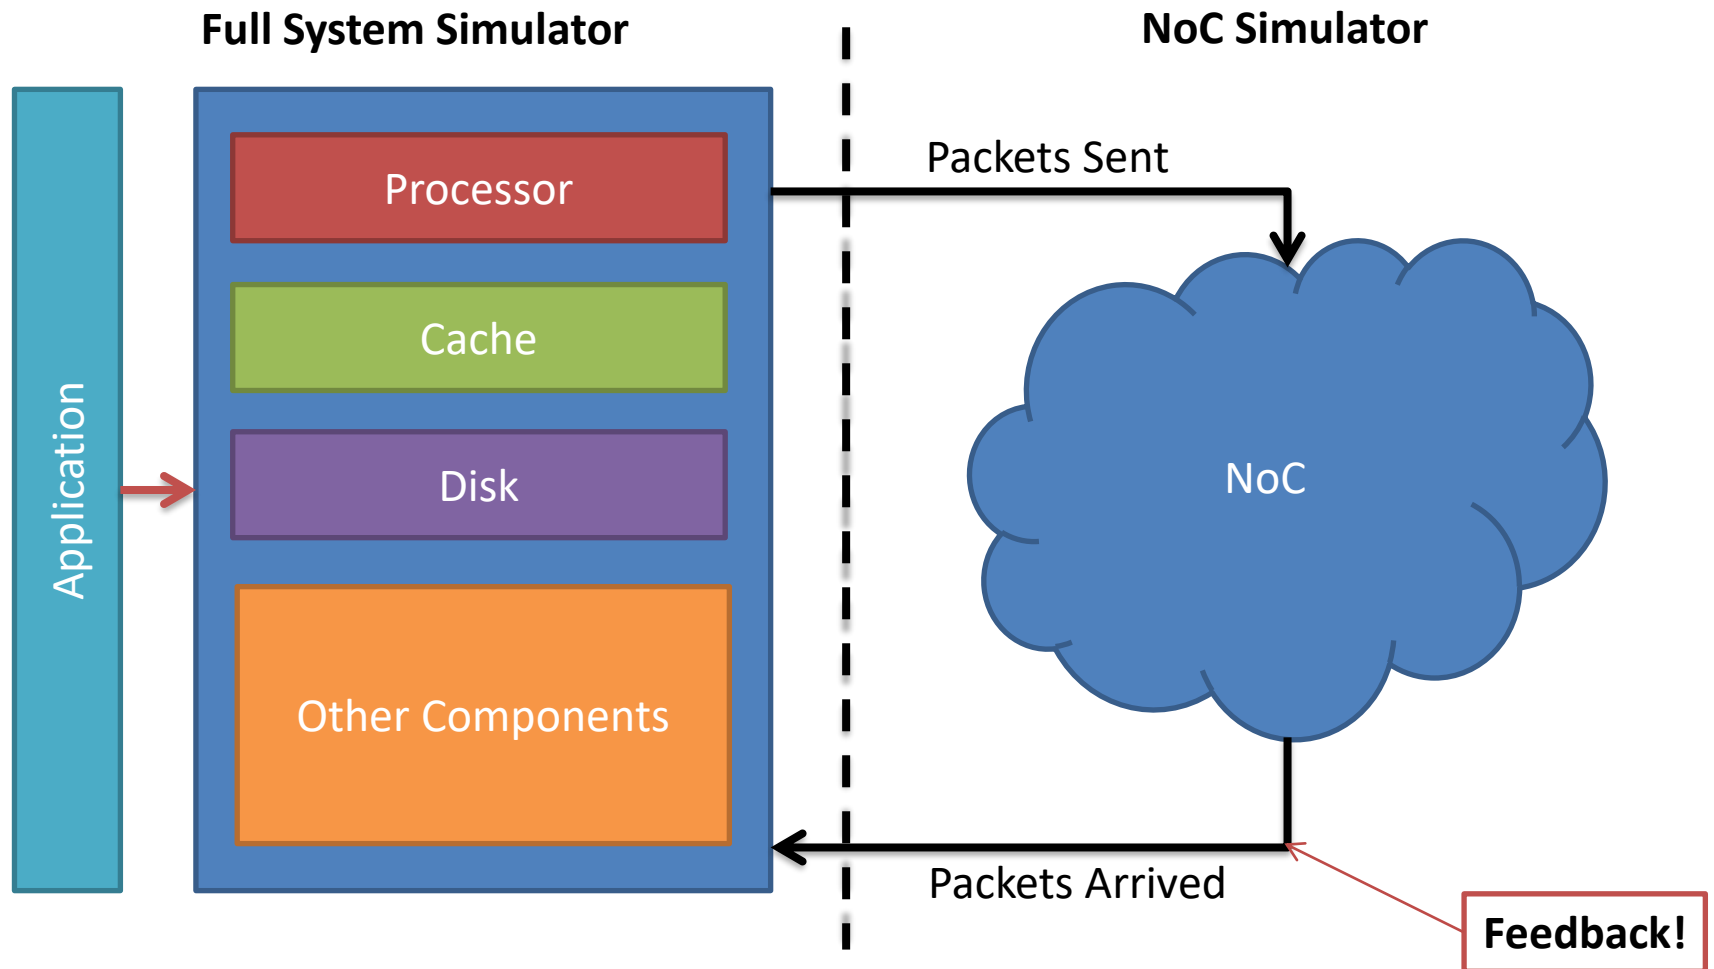 Full System Simulator
NoC Simulator
Application
Processor
Cache
Disk
Other Components
Packets Sent
NoC
Packets Arrived
Feedback!